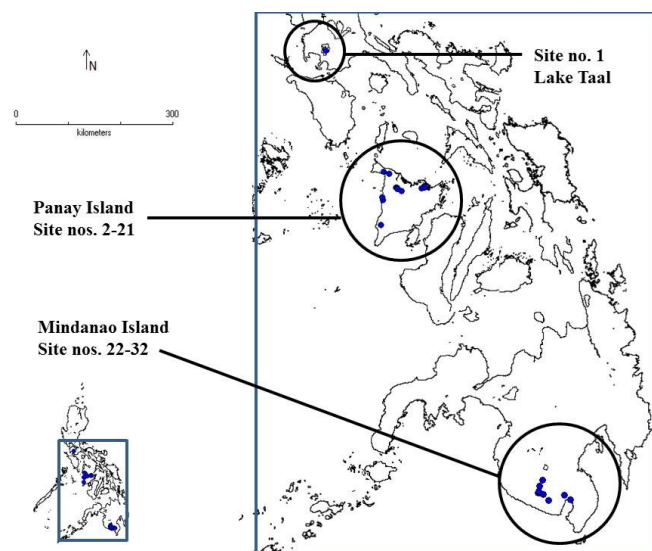 Site no. 1
Lake Taal
N
0 300
kilometers
Panay Island
Site nos. 2-21
Mindanao Island
Site nos. 22-32